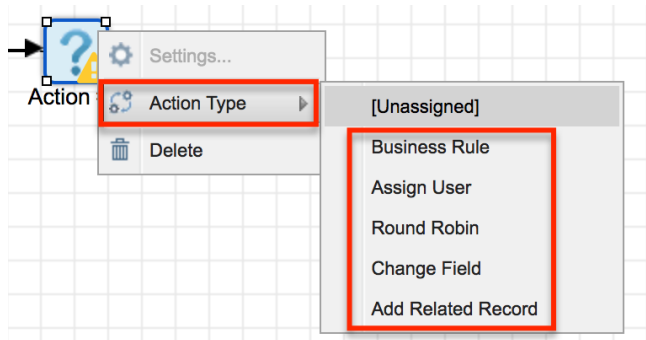 Settings...
Action
Action Type
[Unassigned]
Delete
Business Rule
Assign User
Round Robin
Change Field
Add Related Record